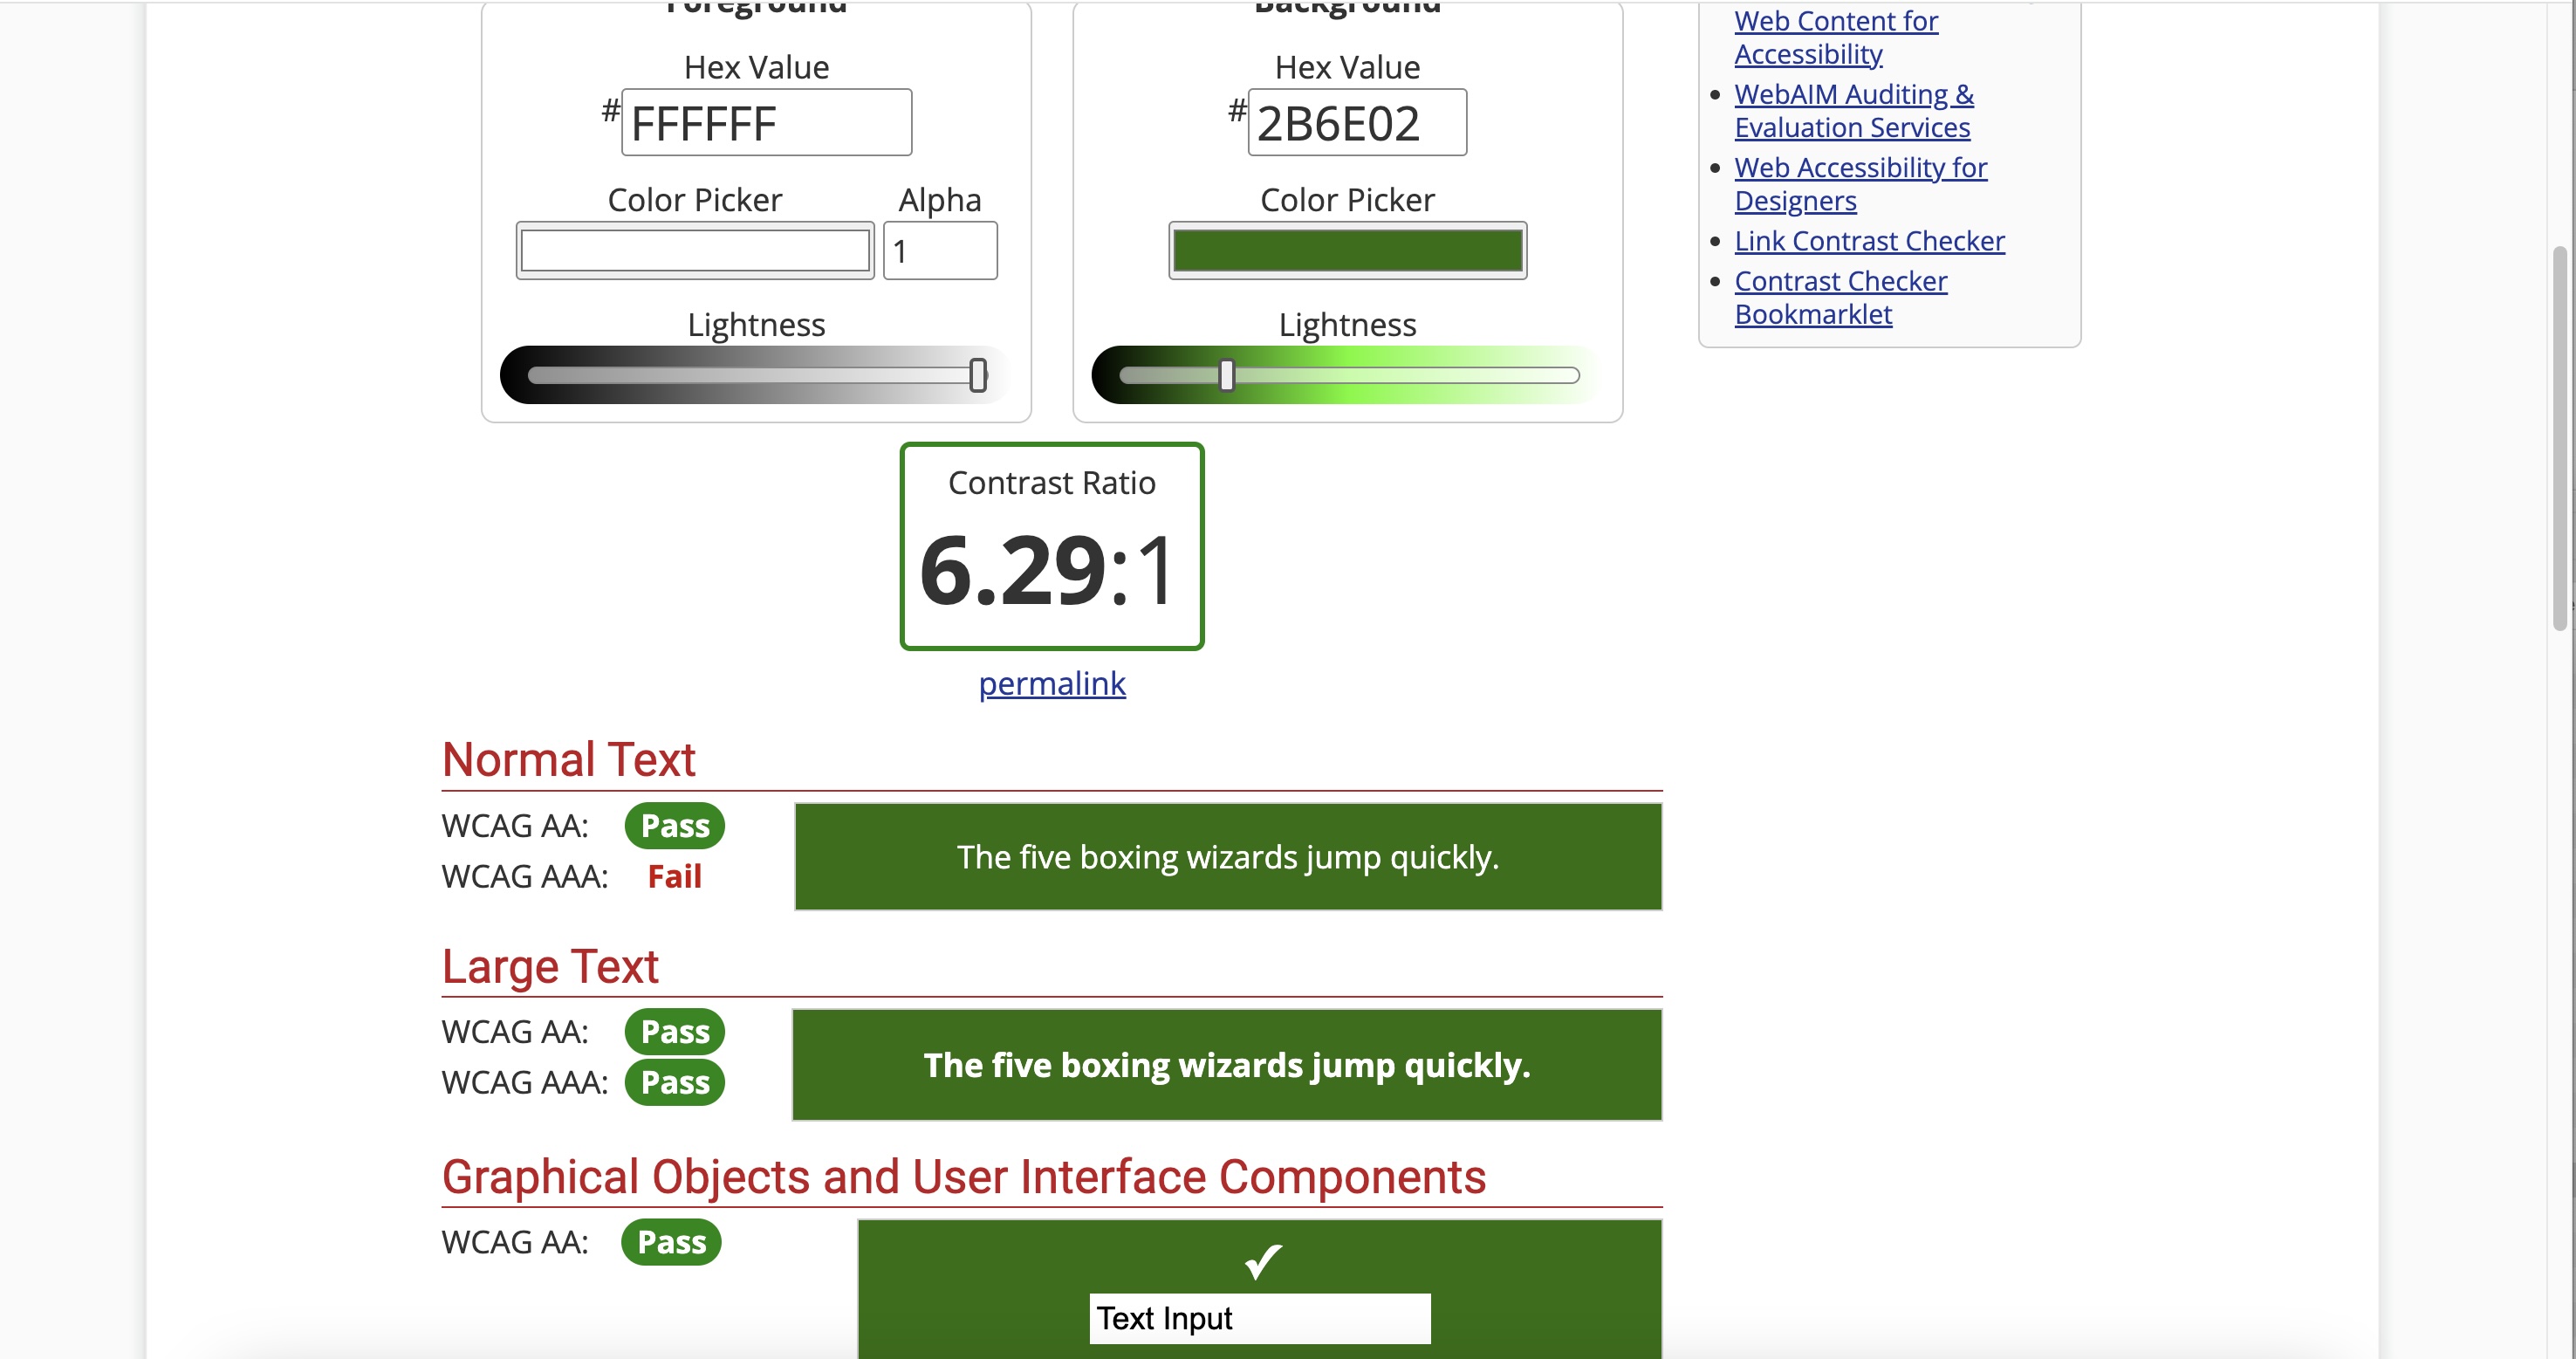 Foreground
Hex Value
#
FFFFFF
Color Picker
Alpha
1
Lightness
Background
Hex Value
#
2B6E02
Color Picker
Lightness
Web Content for
Accessibility
WebAIM Auditing &
Evaluation Services
Web Accessibility for
Designers
Link Contrast Checker
Contrast Checker
Bookmarklet
Contrast Ratio
6.29:1
permalink
Normal Text
WCAG AA: Pass
WCAG AAA: Fail
The five boxing wizards jump quickly.
Large Text
WCAG AA: Pass
WCAG AAA: Pass
The five boxing wizards jump quickly.
Graphical Objects and User Interface Components
WCAG AA: Pass
✓
Text Input